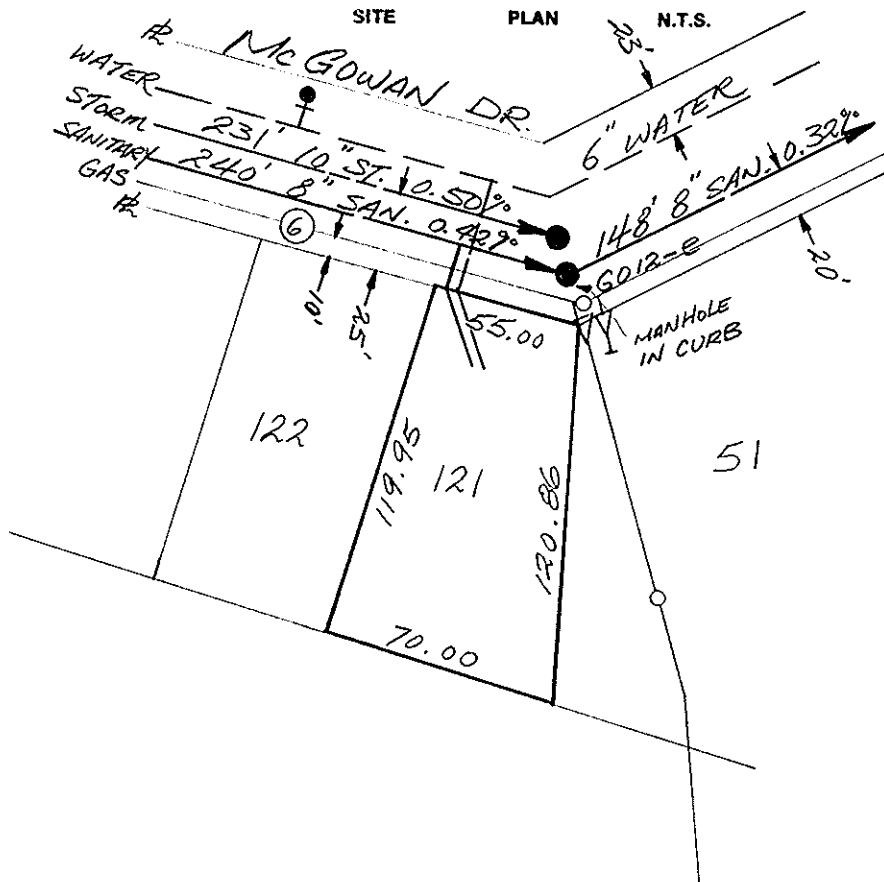 SITE PLAN N.T.S.
PL
McGOWAN DR.
23'
WATER
6" WATER
STORM
231' 10" ST. 0.50%
SANITARY
240' 8" SAN. 0.42%
148' 8" SAN. 0.32%
GAS
PL
6
G012-e
20'
10'
25'
MANHOLE
IN CURB
55.00
122
119.95
121
120.86
51
70.00